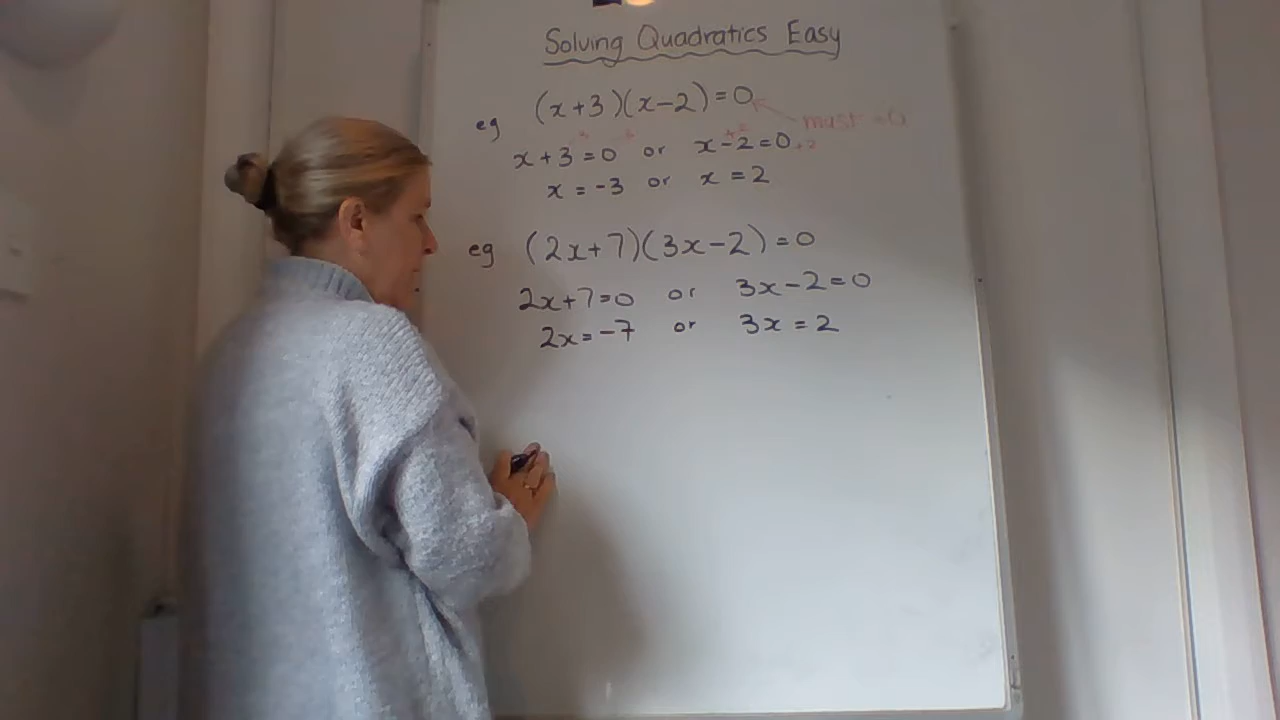 Solving Quadratics Easy
eg (x+3)(x-2)=0
must =0
x+3=0 or x-2=0 +2
x = -3 or x = 2
eg (2x+7)(3x-2)=0
2x+7=0 or 3x-2=0
2x=-7 or 3x=2